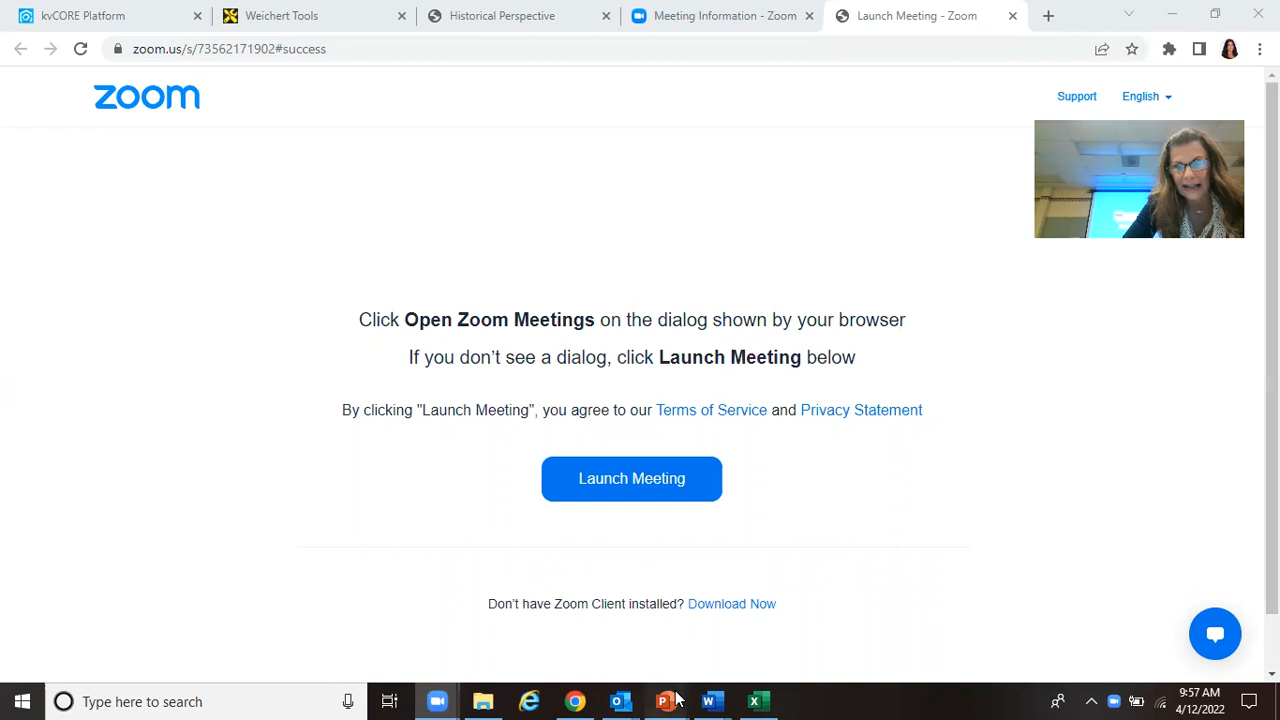 kvCORE Platform
Weichert Tools
Historical Perspective
Meeting Information - Zoom
Launch Meeting - Zoom
zoom.us/s/73562171902#success
zoom
Support
English
Click Open Zoom Meetings on the dialog shown by your browser
If you don't see a dialog, click Launch Meeting below
By clicking "Launch Meeting", you agree to our Terms of Service and Privacy Statement
Launch Meeting
Don't have Zoom Client installed? Download Now
Type here to search
9:57 AM
4/12/2022